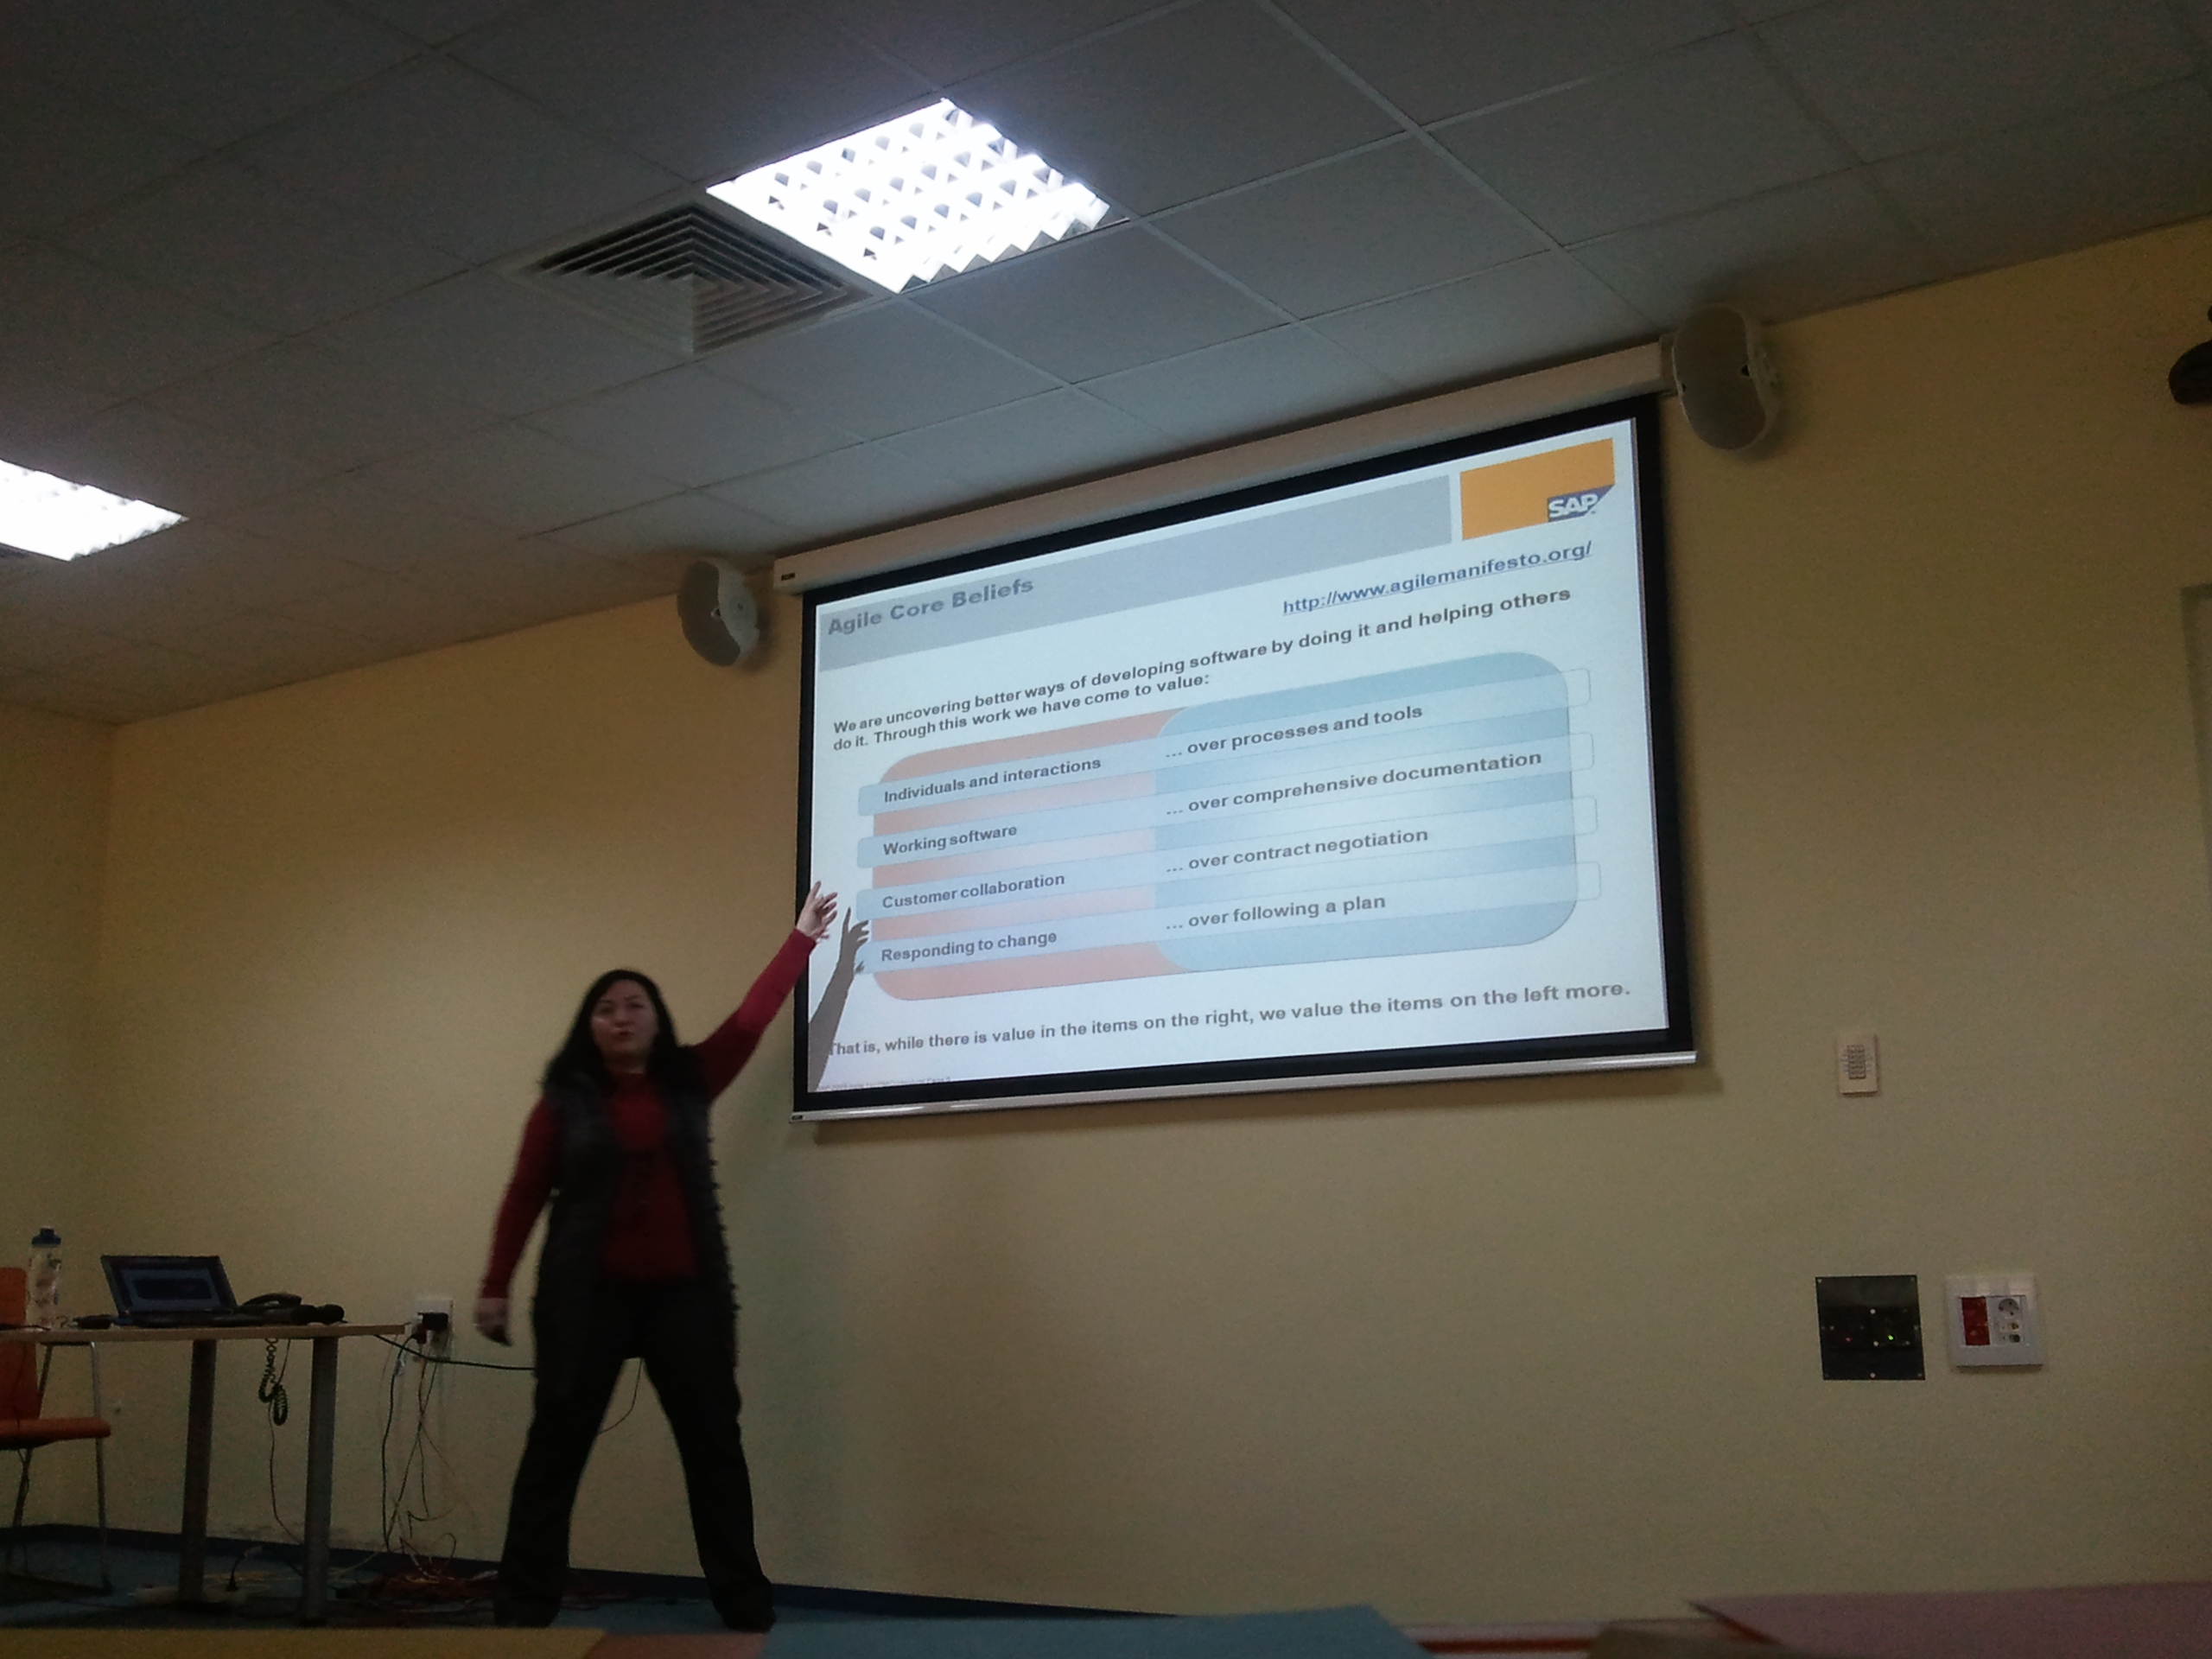 SAP
Agile Core Beliefs
http://www.agilemanifesto.org/
We are uncovering better ways of developing software by doing it and helping others
do it. Through this work we have come to value:
Individuals and interactions ... over processes and tools
Working software ... over comprehensive documentation
Customer collaboration ... over contract negotiation
Responding to change ... over following a plan
That is, while there is value in the items on the right, we value the items on the left more.